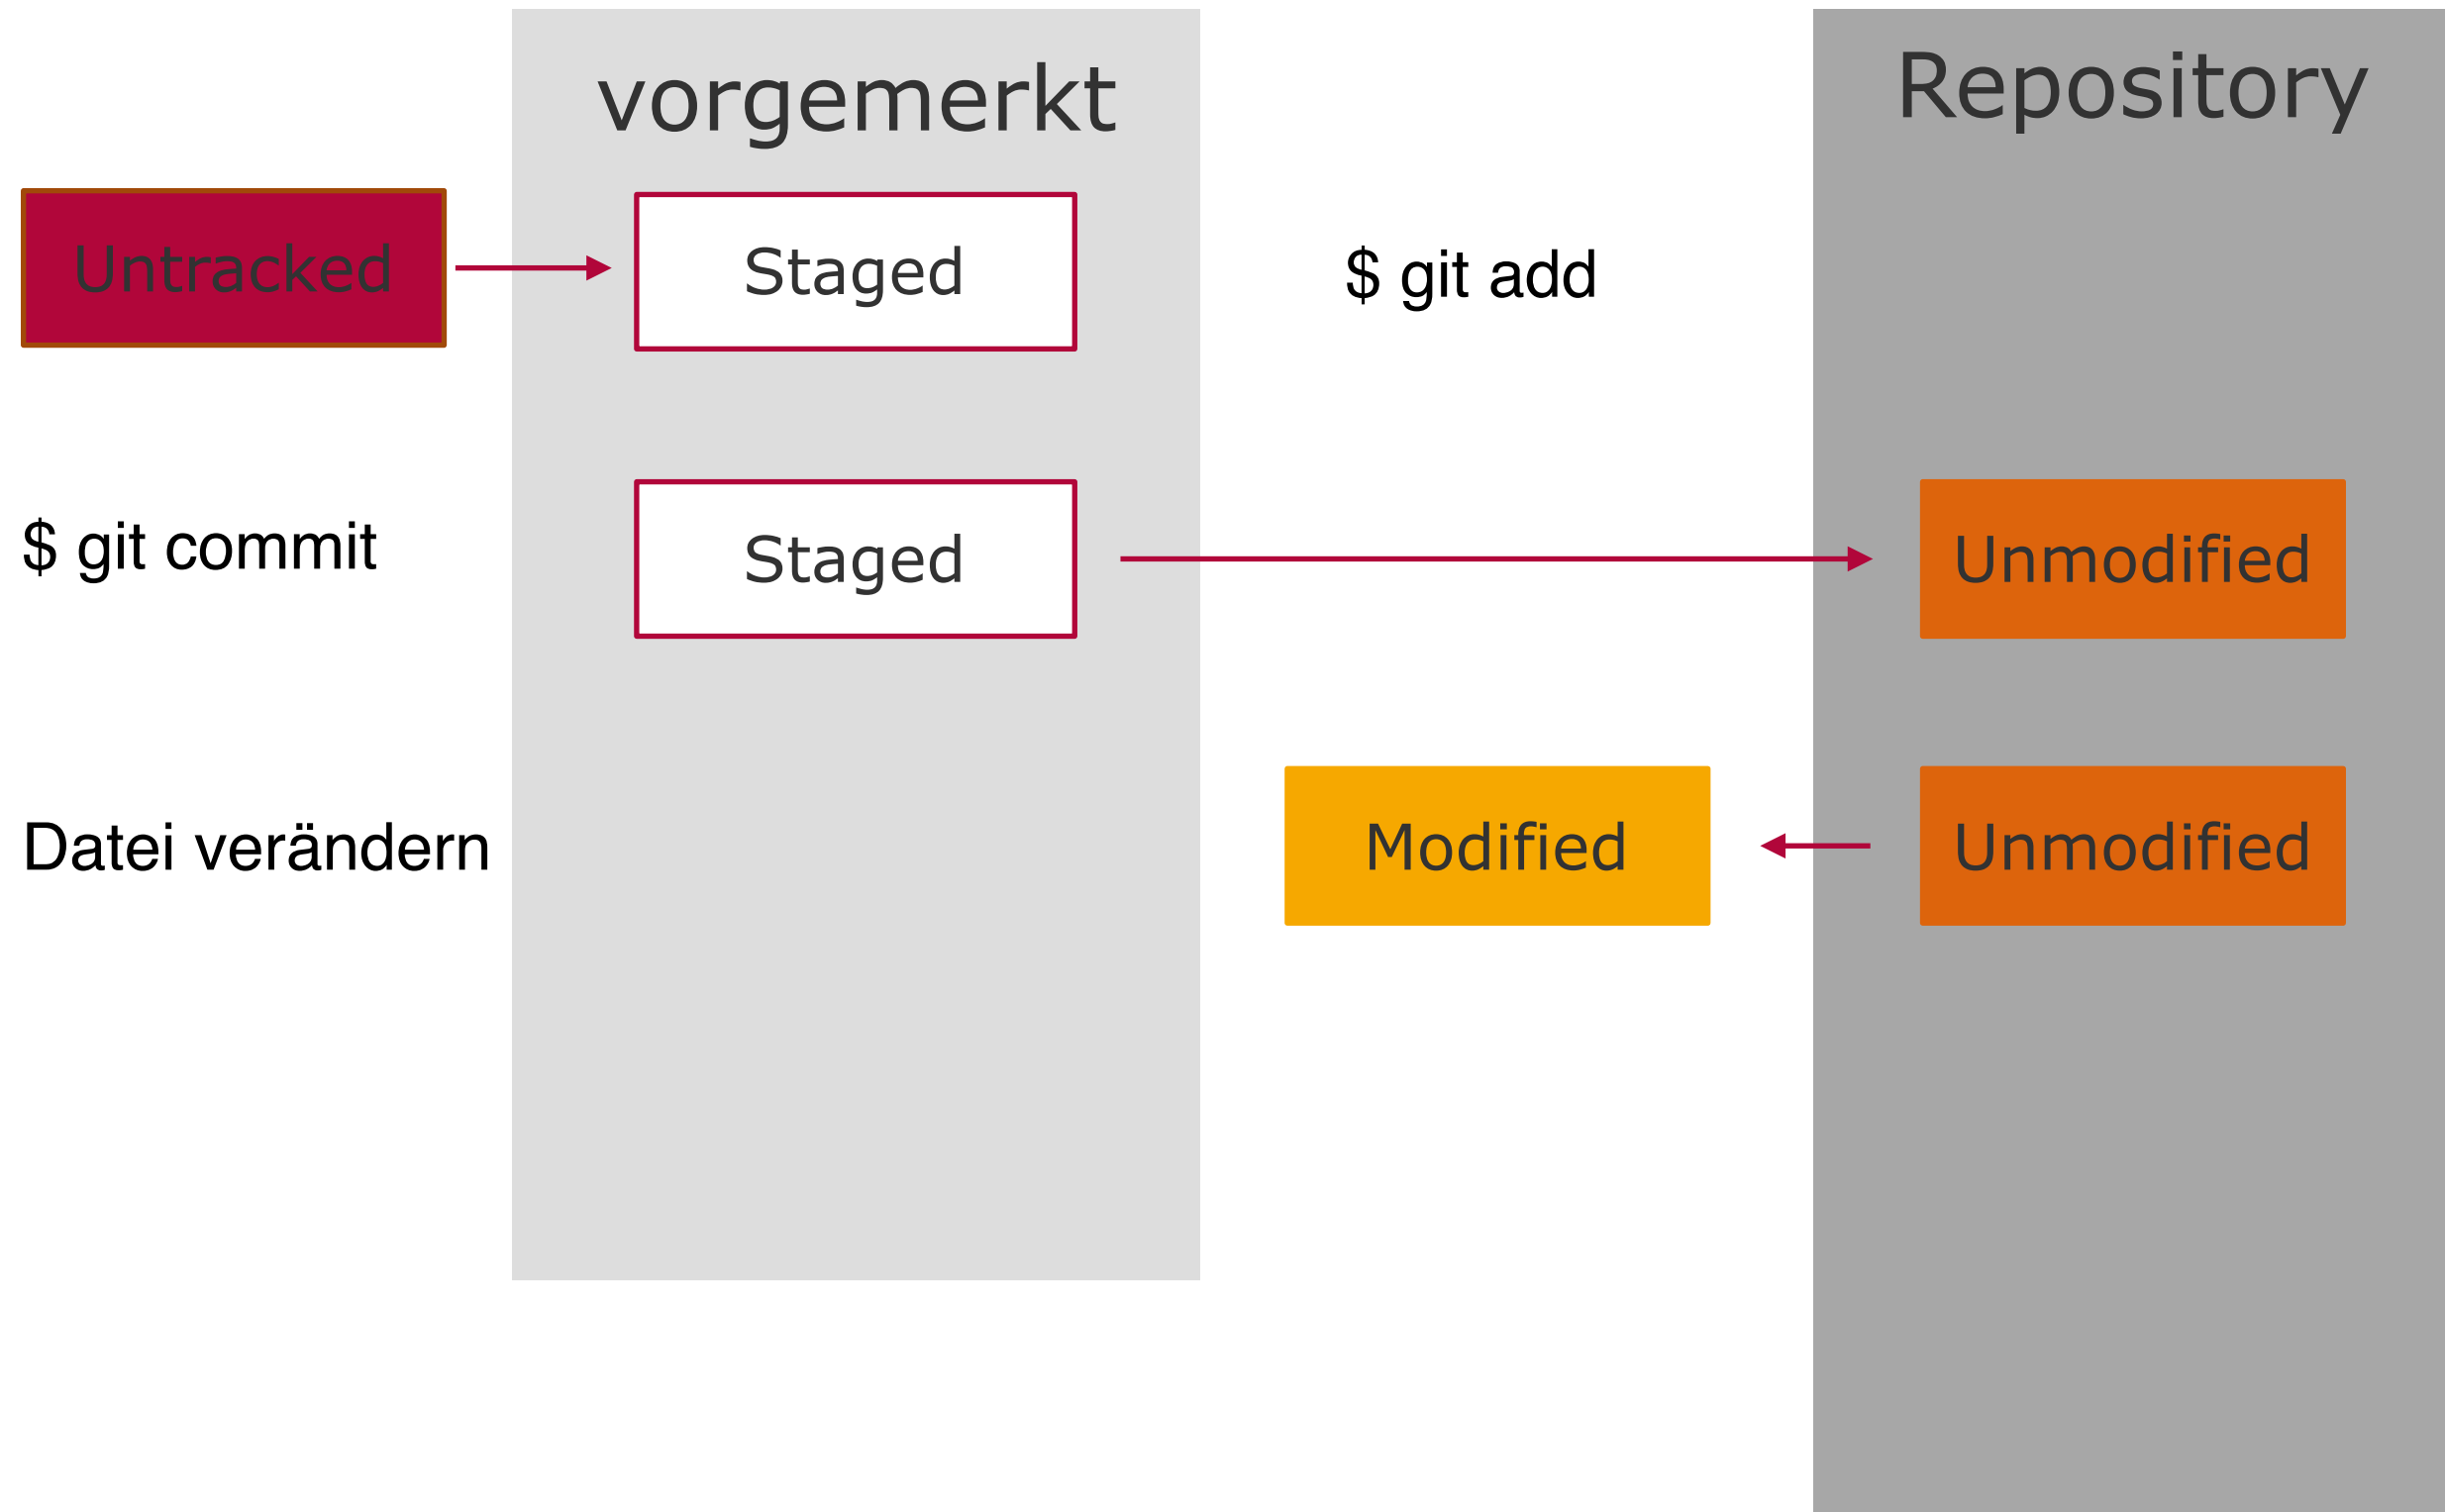 vorgemerkt
Repository
Untracked
Staged
$ git add
$ git commit
Staged
Unmodified
Datei verändern
Modified
Unmodified